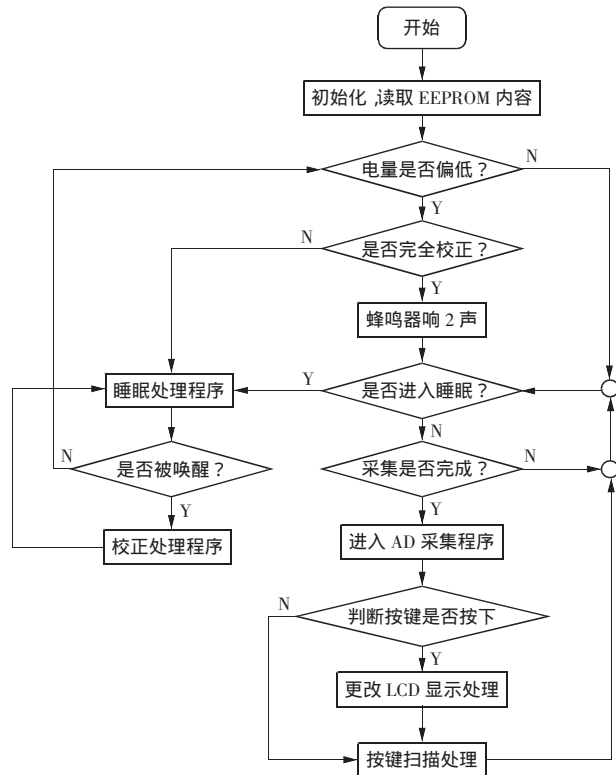 开始
初始化,读取 EEPROM 内容
电量是否偏低？
N
Y
是否完全校正？
N
Y
蜂鸣器响 2 声
睡眠处理程序
Y
是否进入睡眠？
N
N
是否被唤醒？
Y
采集是否完成？
N
Y
校正处理程序
进入 AD 采集程序
N
判断按键是否按下
Y
更改 LCD 显示处理
按键扫描处理